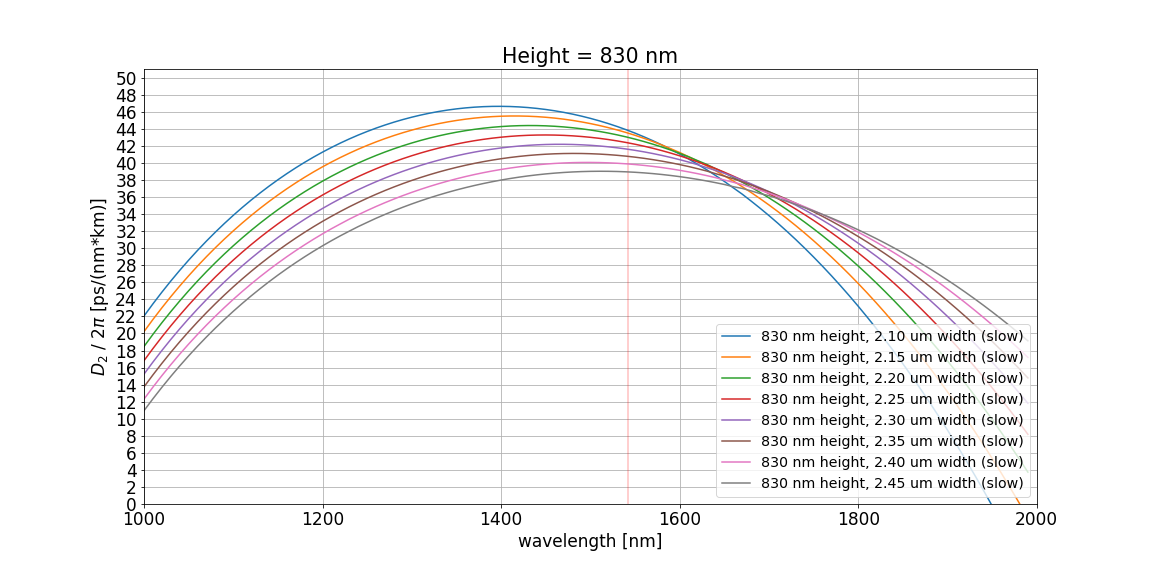 Height = 830 nm
50
48
46
44
42
40
38
36
34
32
30
28
26
24
22
20
18
16
14
12
10
8
6
4
2
0
D₂ / 2π [ps/(nm*km)]
830 nm height, 2.10 um width (slow)
830 nm height, 2.15 um width (slow)
830 nm height, 2.20 um width (slow)
830 nm height, 2.25 um width (slow)
830 nm height, 2.30 um width (slow)
830 nm height, 2.35 um width (slow)
830 nm height, 2.40 um width (slow)
830 nm height, 2.45 um width (slow)
1000 1200 1400 1600 1800 2000
wavelength [nm]